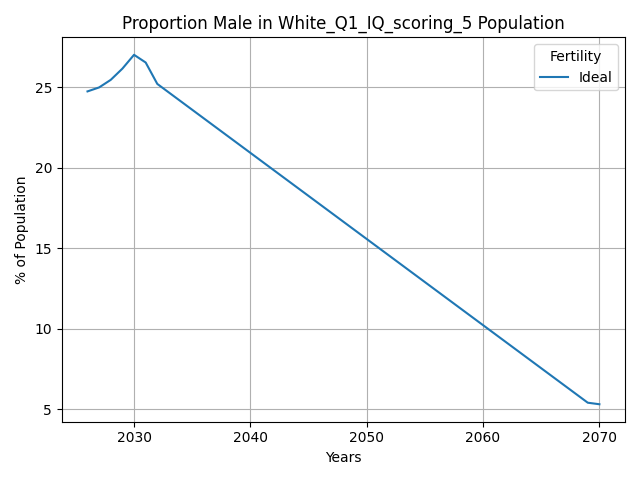 Proportion Male in White_Q1_IQ_scoring_5 Population
Fertility
Ideal
% of Population
25
20
15
10
5
2030 2040 2050 2060 2070
Years